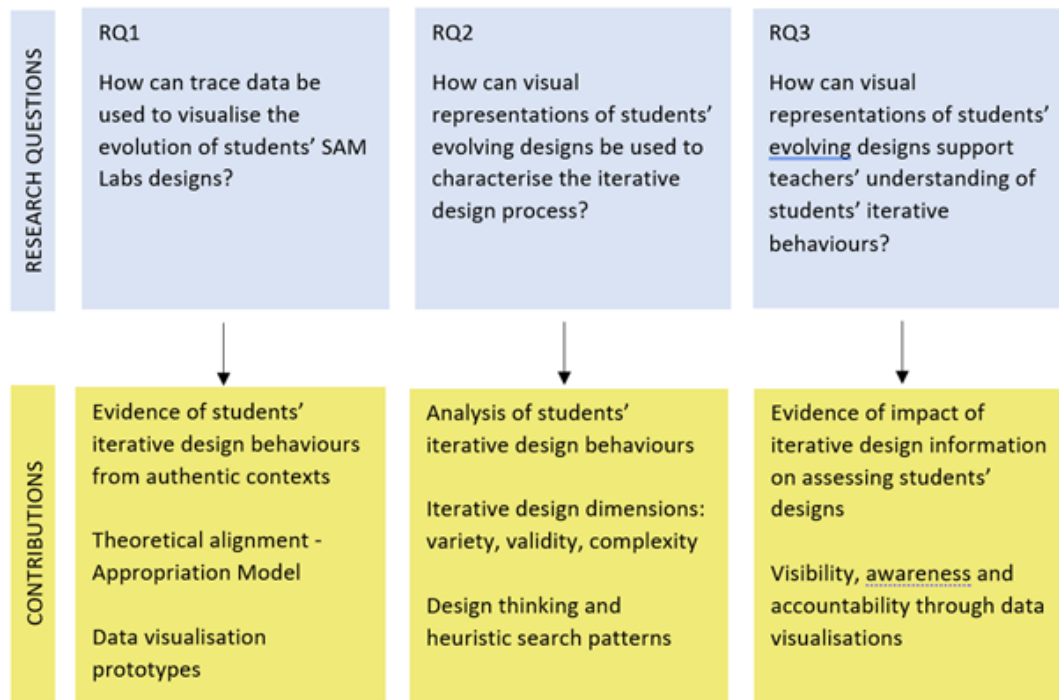 RESEARCH QUESTIONS
RQ1
How can trace data be
used to visualise the
evolution of students’ SAM
Labs designs?
RQ2
How can visual
representations of students’
evolving designs be used to
characterise the iterative
design process?
RQ3
How can visual
representations of students’
evolving designs support
teachers’ understanding of
students’ iterative
behaviours?
CONTRIBUTIONS
Evidence of students’
iterative design behaviours
from authentic contexts
Theoretical alignment -
Appropriation Model
Data visualisation
prototypes
Analysis of students’
iterative design behaviours
Iterative design dimensions:
variety, validity, complexity
Design thinking and
heuristic search patterns
Evidence of impact of
iterative design information
on assessing students’
designs
Visibility, awareness and
accountability through data
visualisations